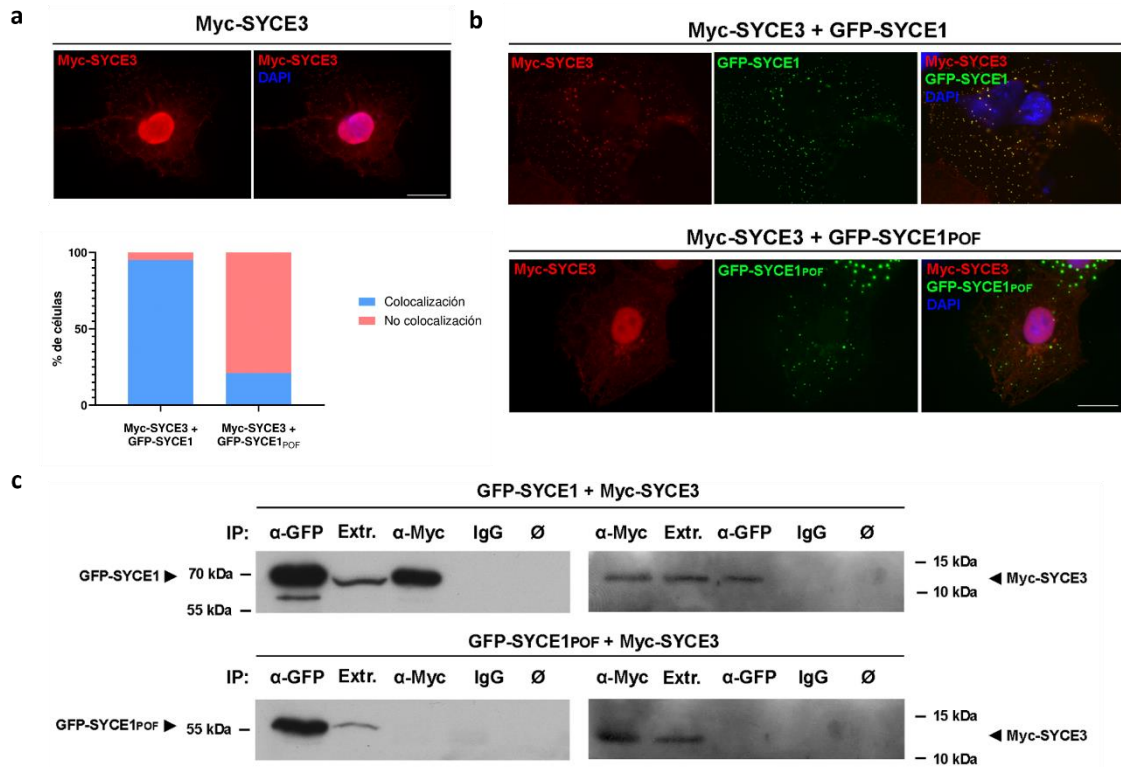 a
Myc-SYCE3
Myc-SYCE3
Myc-SYCE3
DAPI
100
50
0
% de células
Myc-SYCE3 +
GFP-SYCE1
Myc-SYCE3 +
GFP-SYCE1POF
Colocalización
No colocalización
b
Myc-SYCE3 + GFP-SYCE1
Myc-SYCE3
GFP-SYCE1
Myc-SYCE3
GFP-SYCE1
DAPI
Myc-SYCE3 + GFP-SYCE1POF
Myc-SYCE3
GFP-SYCE1POF
Myc-SYCE3
GFP-SYCE1POF
DAPI
c
GFP-SYCE1 + Myc-SYCE3
IP: α-GFP Extr. α-Myc IgG Ø α-Myc Extr. α-GFP IgG Ø
GFP-SYCE1 ► 70 kDa –
55 kDa –
– 15 kDa
◄ Myc-SYCE3
– 10 kDa
GFP-SYCE1POF + Myc-SYCE3
IP: α-GFP Extr. α-Myc IgG Ø α-Myc Extr. α-GFP IgG Ø
GFP-SYCE1POF ► 55 kDa –
– 15 kDa
◄ Myc-SYCE3
– 10 kDa